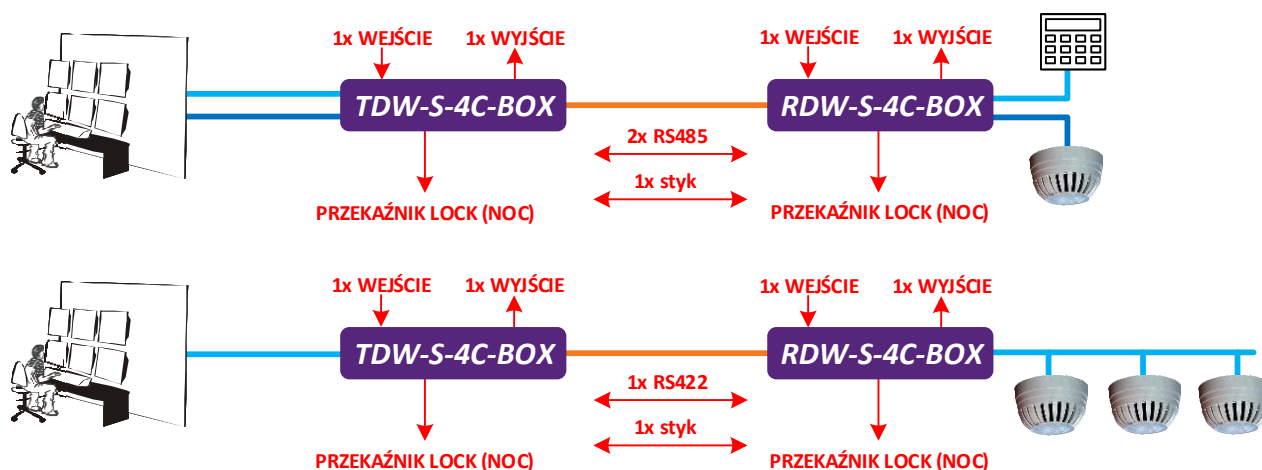 1x WEJŚCIE 1x WYJŚCIE 1x WEJŚCIE 1x WYJŚCIE
TDW-S-4C-BOX RDW-S-4C-BOX
2x RS485
1x styk
PRZEKAŹNIK LOCK (NOC) PRZEKAŹNIK LOCK (NOC)
1x WEJŚCIE 1x WYJŚCIE 1x WEJŚCIE 1x WYJŚCIE
TDW-S-4C-BOX RDW-S-4C-BOX
1x RS422
1x styk
PRZEKAŹNIK LOCK (NOC) PRZEKAŹNIK LOCK (NOC)